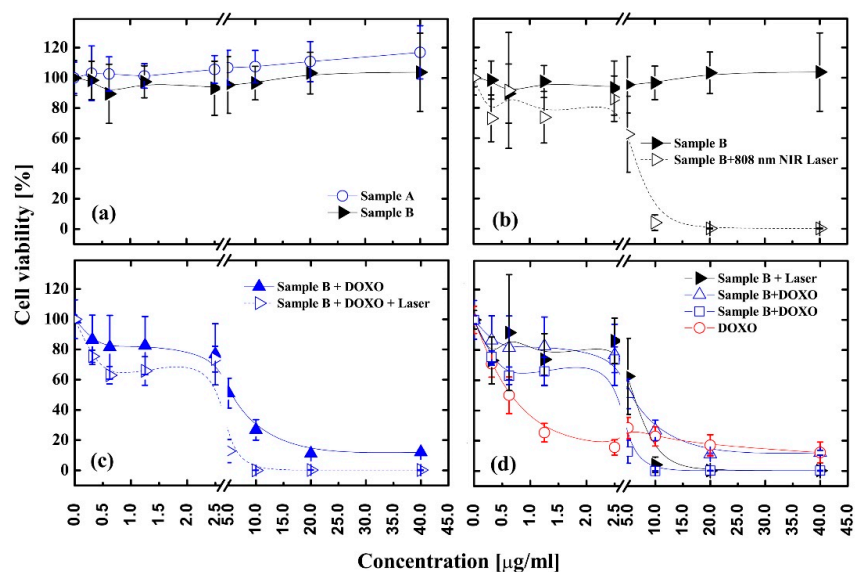 Cell viability [%]
120
100
80
60
40
20
0
(a)
Sample A
Sample B
(b)
Sample B
Sample B+808 nm NIR Laser
120
100
80
60
40
20
0
(c)
Sample B + DOXO
Sample B + DOXO + Laser
(d)
Sample B + Laser
Sample B+DOXO
Sample B+DOXO
DOXO
0.0 0.5 1.0 1.5 2.0 2.5 5.0 10.0 15.0 20.0 25.0 30.0 35.0 40.0 45.0
0.0 0.5 1.0 1.5 2.0 2.5 5.0 10.0 15.0 20.0 25.0 30.0 35.0 40.0 45.0
Concentration [μg/ml]